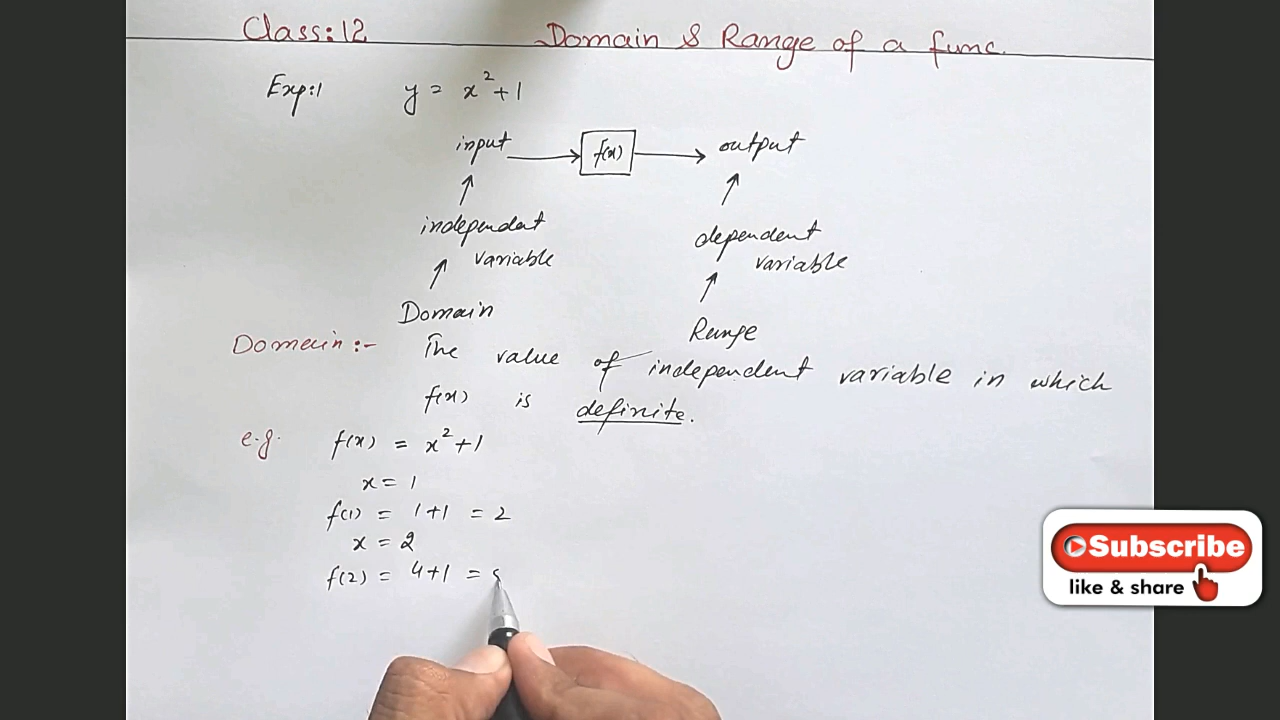 Class:12 Domain & Range of a func.
Exp:1 y = x²+1
input → f(x) → output
↑ ↑
independent dependent
variable variable
↑ ↑
Domain Range
Domain :- The value of independent variable in which
f(x) is definite.
e.g. f(x) = x²+1
x = 1
f(1) = 1+1 = 2
x = 2
f(2) = 4+1 =
Subscribe
like & share